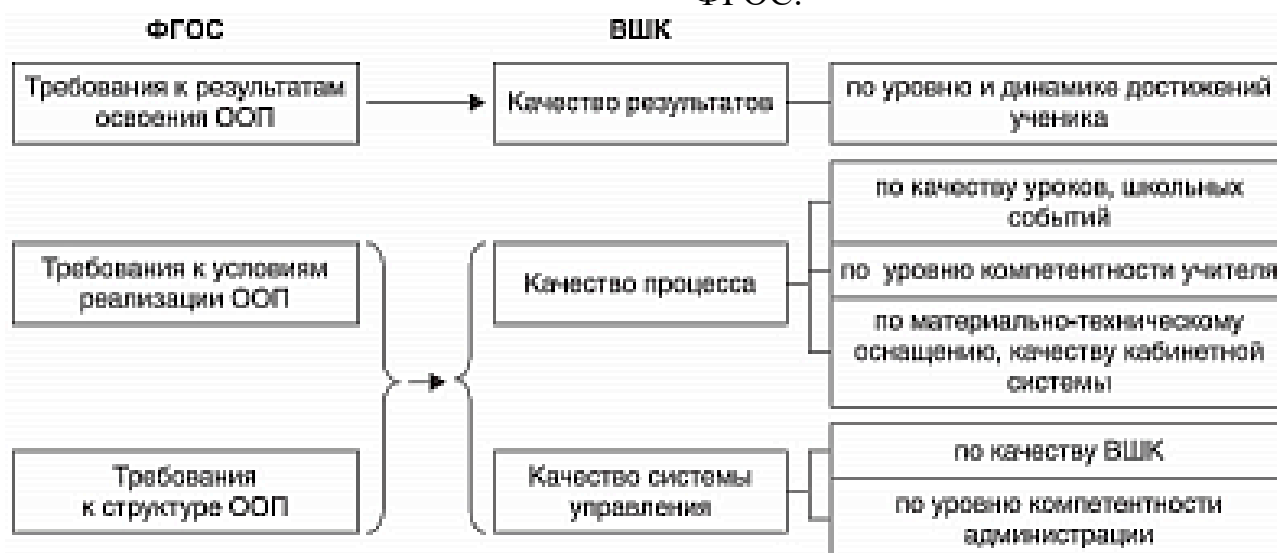 ФГОС.
ФГОС
ВШК
Требования к результатам
освоения ООП
Качество результатов
по уровню и динамике достижений
ученика
Требования к условиям
реализации ООП
Качество процесса
по качеству уроков, школьных
событий
по уровню компетентности учителя
по материально-техническому
оснащению, качеству кабинетной
системы
Требования
к структуре ООП
Качество системы
управления
по качеству ВШК
по уровню компетентности
администрации